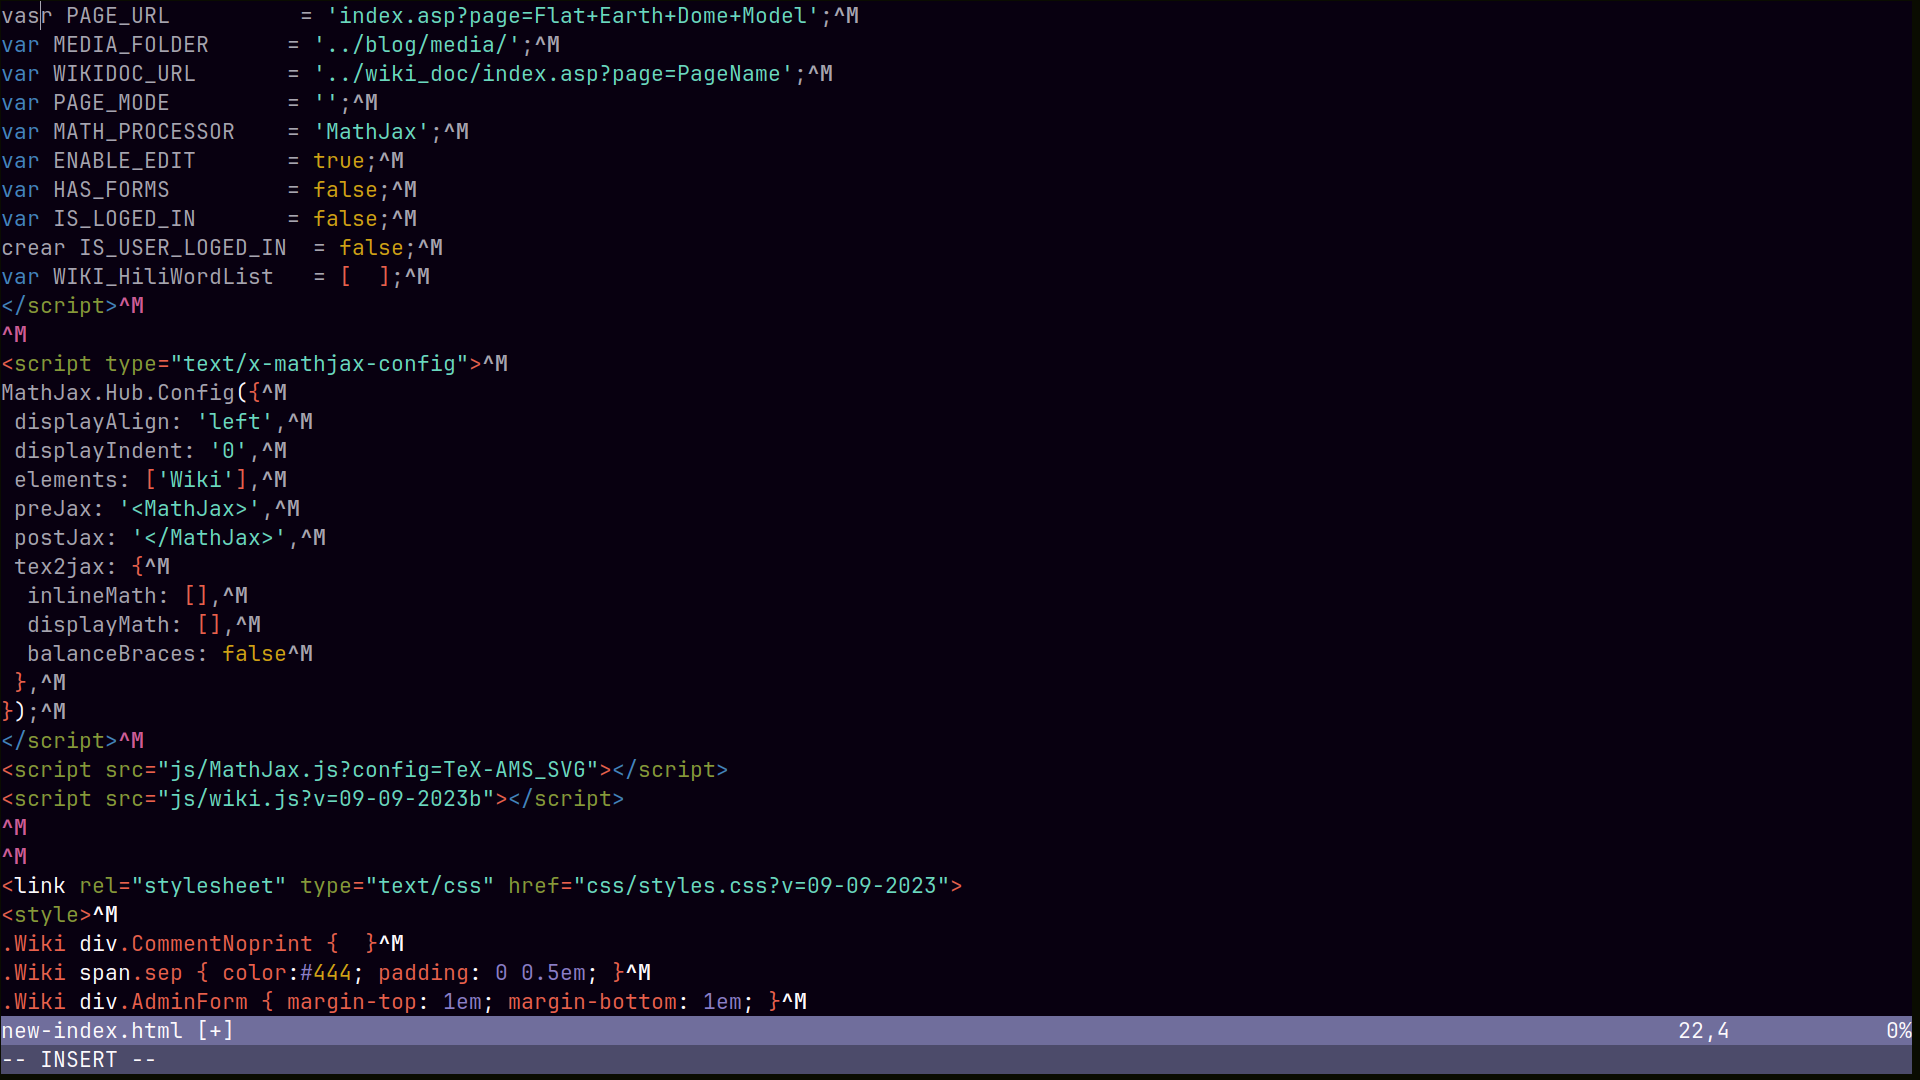 vasr PAGE_URL          = 'index.asp?page=Flat+Earth+Dome+Model';^M
var MEDIA_FOLDER      = '../blog/media/';^M
var WIKIDOC_URL       = '../wiki_doc/index.asp?page=PageName';^M
var PAGE_MODE         = '';^M
var MATH_PROCESSOR    = 'MathJax';^M
var ENABLE_EDIT       = true;^M
var HAS_FORMS         = false;^M
var IS_LOGED_IN       = false;^M
crear IS_USER_LOGED_IN  = false;^M
var WIKI_HiliWordList   = [  ];^M
</script>^M
^M
<script type="text/x-mathjax-config">^M
MathJax.Hub.Config({^M
 displayAlign: 'left',^M
 displayIndent: '0',^M
 elements: ['Wiki'],^M
 preJax: '<MathJax>',^M
 postJax: '</MathJax>',^M
 tex2jax: {^M
  inlineMath: [],^M
  displayMath: [],^M
  balanceBraces: false^M
 },^M
});^M
</script>^M
<script src="js/MathJax.js?config=TeX-AMS_SVG"></script>
<script src="js/wiki.js?v=09-09-2023b"></script>
^M
^M
<link rel="stylesheet" type="text/css" href="css/styles.css?v=09-09-2023">
<style>^M
.Wiki div.CommentNoprint {  }^M
.Wiki span.sep { color:#444; padding: 0 0.5em; }^M
.Wiki div.AdminForm { margin-top: 1em; margin-bottom: 1em; }^M
new-index.html [+] 22,4 0%
-- INSERT --